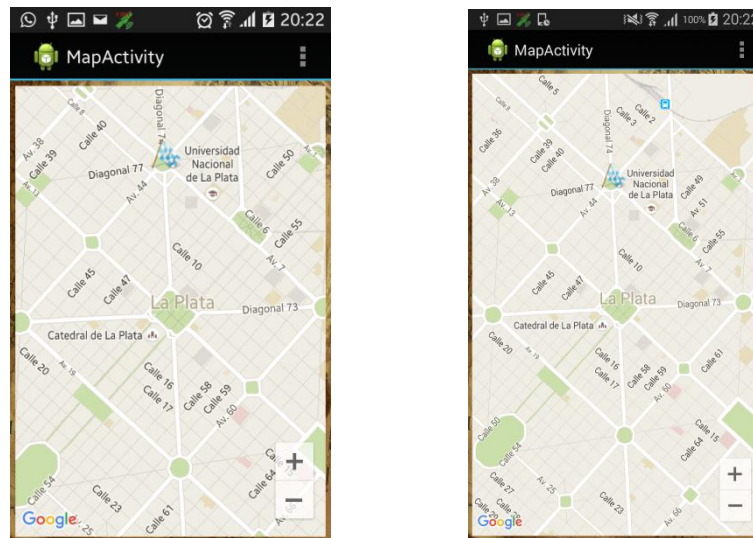 20:22
MapActivity
Calle 8
Calle 40
Diagonal 7
Av. 38
Calle 39
Universidad
Nacional
de La Plata
Calle 50
Diagonal 77
Av. 44
Av. 13
Calle 6
Calle 55
Calle 10
Av. 7
Calle 45
Calle 47
La Plata
Diagonal 73
Catedral de La Plata
Calle 20
Av. 19
Calle 16
Calle 17
Calle 58
Calle 59
Av. 60
+
Calle 64
−
Calle 54
Calle 23
Calle 61
Google
25
100% 20:22
MapActivity
Calle 5
Calle 8
Calle 2
Calle 3
Calle 36
Calle 39
Calle 40
Diagonal 74
Universidad
Nacional
de La Plata
Diagonal 77
Av. 38
Av. 13
Av. 44
Calle 49
Av. 51
Calle 6
Calle 55
Calle 10
Av. 7
Calle 45
Calle 47
La Plata
Diagonal 73
Catedral de La Plata
Calle 20
Av. 19
Calle 16
Calle 17
Calle 58
Calle 59
Calle 61
Av. 60
Calle 50
Calle 15
Calle 64
Calle 54
+
Calle 27
Av. 25
Calle 23
−
Av. 66
Google